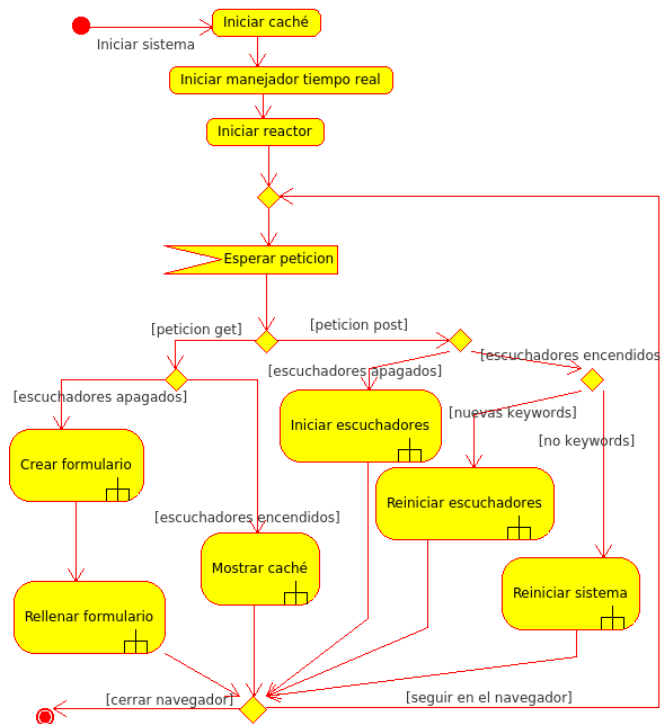 Iniciar caché
Iniciar sistema
Iniciar manejador tiempo real
Iniciar reactor
Esperar peticion
[peticion get]
[peticion post]
[escuchadores apagados]
[escuchadores encendidos
[escuchadores apagados]
[nuevas keywords]
[no keywords]
Iniciar escuchadores
Crear formulario
Reiniciar escuchadores
[escuchadores encendidos]
Mostrar caché
Reiniciar sistema
Rellenar formulario
[cerrar navegador]
[seguir en el navegador]